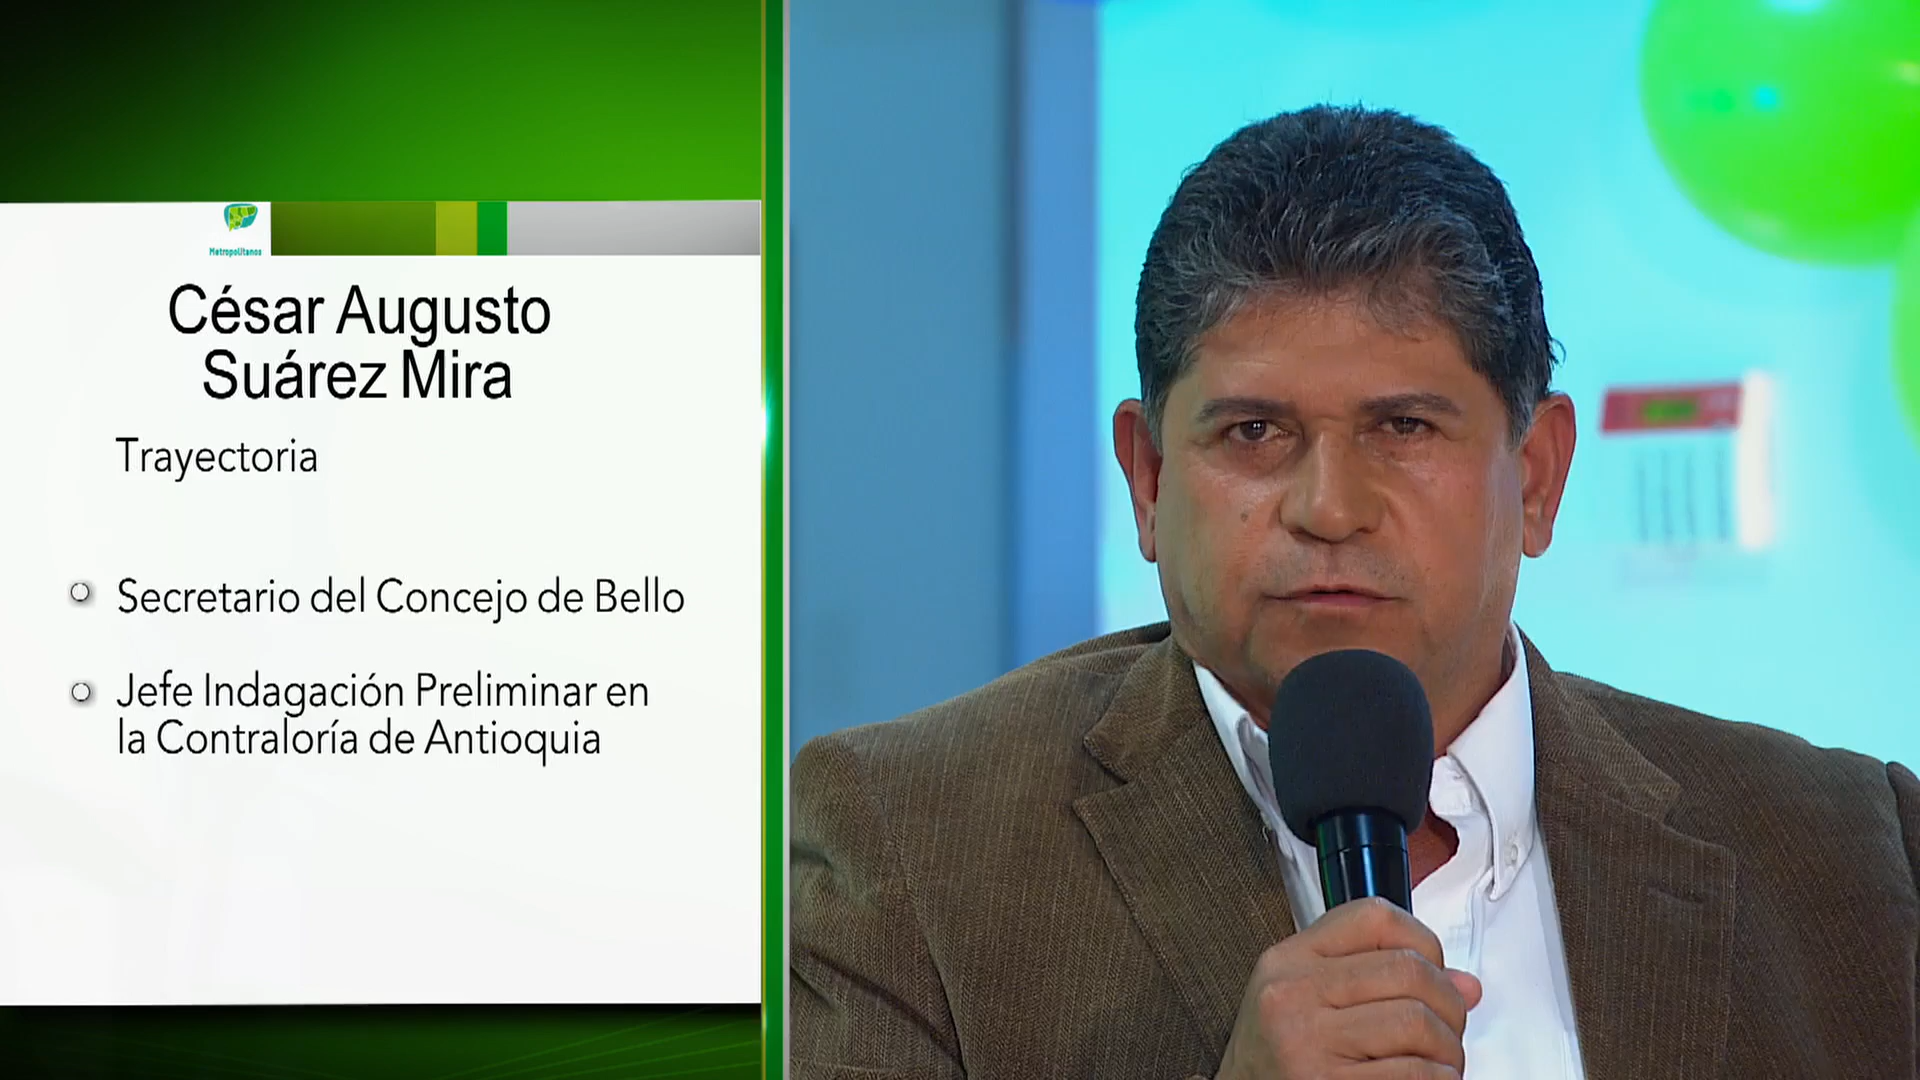 Metropolitanos
César Augusto
Suárez Mira
Trayectoria
Secretario del Concejo de Bello
Jefe Indagación Preliminar en
la Contraloría de Antioquia